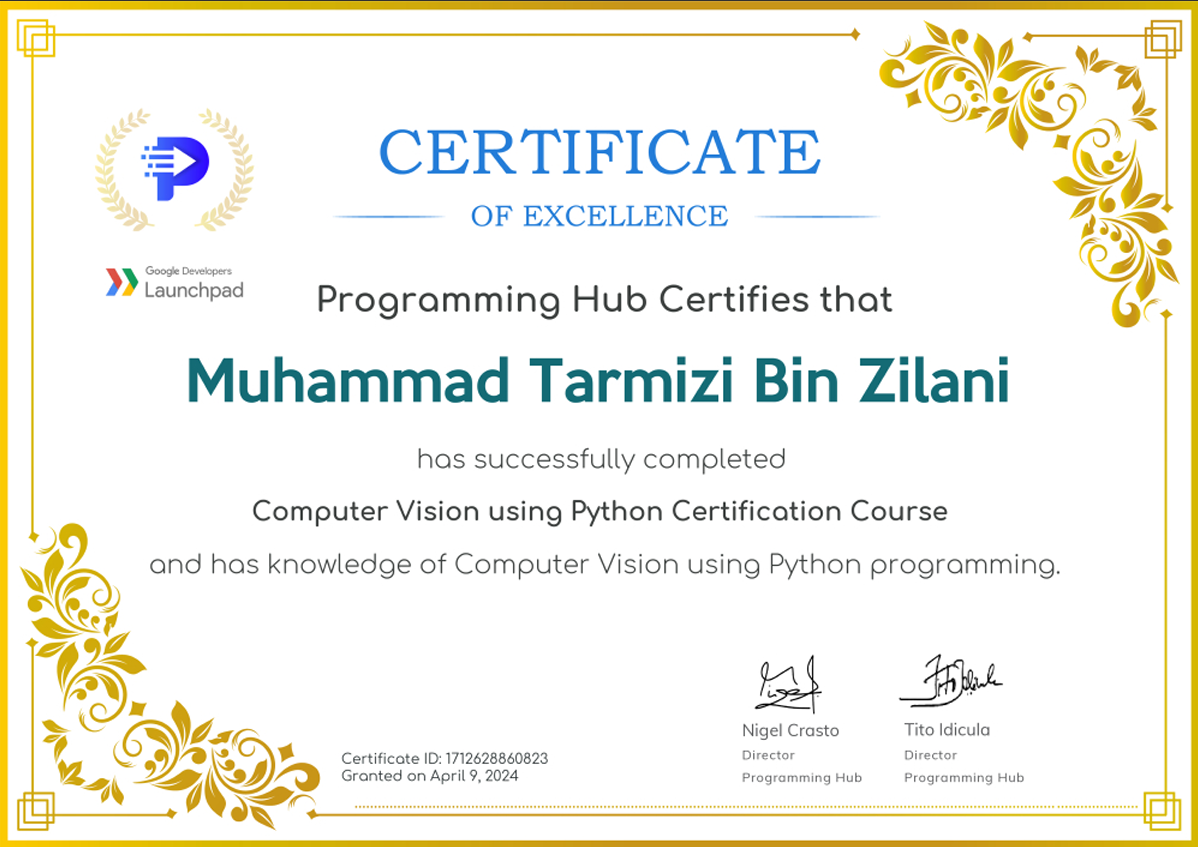 CERTIFICATE
OF EXCELLENCE
Google Developers
Launchpad
Programming Hub Certifies that
Muhammad Tarmizi Bin Zilani
has successfully completed
Computer Vision using Python Certification Course
and has knowledge of Computer Vision using Python programming.
Nigel Crasto
Director
Programming Hub
Tito Idicula
Director
Programming Hub
Certificate ID: 1712628860823
Granted on April 9, 2024